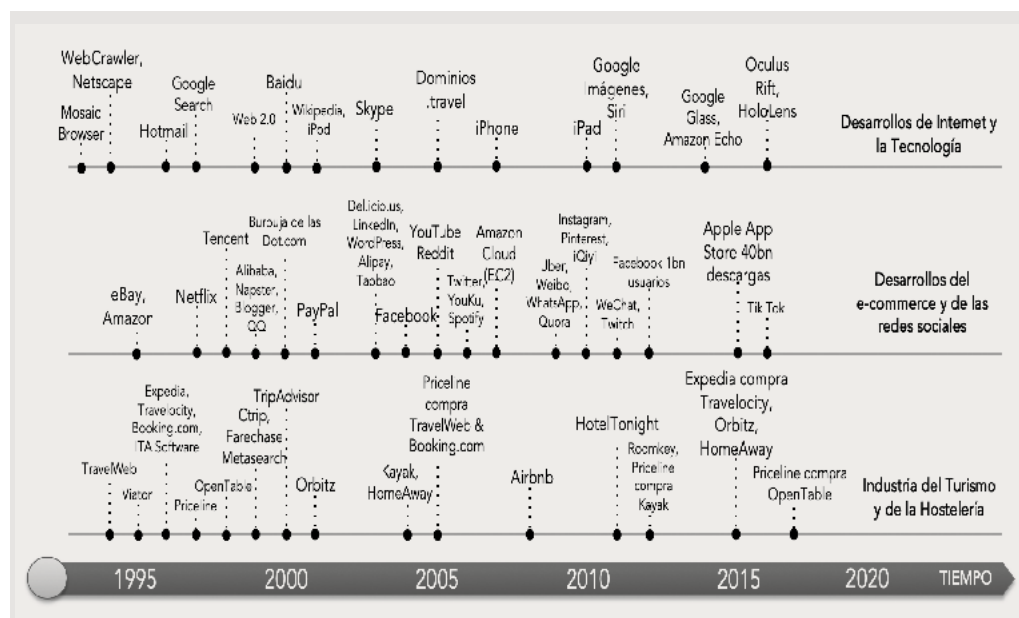 WebCrawler,
Netscape
Mosaic
Browser
Hotmail
Google
Search
Web 2.0
Baidu
Wikipedia,
iPod
Skype
Dominios
.travel
iPhone
iPad
Google
Imágenes,
Siri
Google
Glass,
Amazon Echo
Oculus
Rift,
HoloLens
Desarrollos de Internet y
la Tecnología
eBay,
Amazon
Netflix
Tencent
Alibaba,
Napster,
Blogger,
QQ
Burbuja de las
Dot.com
PayPal
Del.icio.us,
LinkedIn,
WordPress,
Alipay,
Taobao
Facebook
YouTube
Reddit
Twitter,
YouKu,
Spotify
Amazon
Cloud
(EC2)
Uber,
Weibo,
WhatsApp,
Quora
Instagram,
Pinterest,
iQiyi
WeChat,
Twitch
Facebook 1bn
usuarios
Apple App
Store 40bn
descargas
Tik Tok
Desarrollos del
e-commerce y de las
redes sociales
TravelWeb
Viator
Expedia,
Travelocity,
Booking.com,
ITA Software
Priceline
OpenTable
Ctrip,
Farechase
Metasearch
TripAdvisor
Orbitz
Kayak,
HomeAway
Priceline
compra
TravelWeb &
Booking.com
Airbnb
HotelTonight
Roomkey,
Priceline
compra
Kayak
Expedia compra
Travelocity,
Orbitz,
HomeAway
Priceline compra
OpenTable
Industria del Turismo
y de la Hostelería
1995
2000
2005
2010
2015
2020
TIEMPO